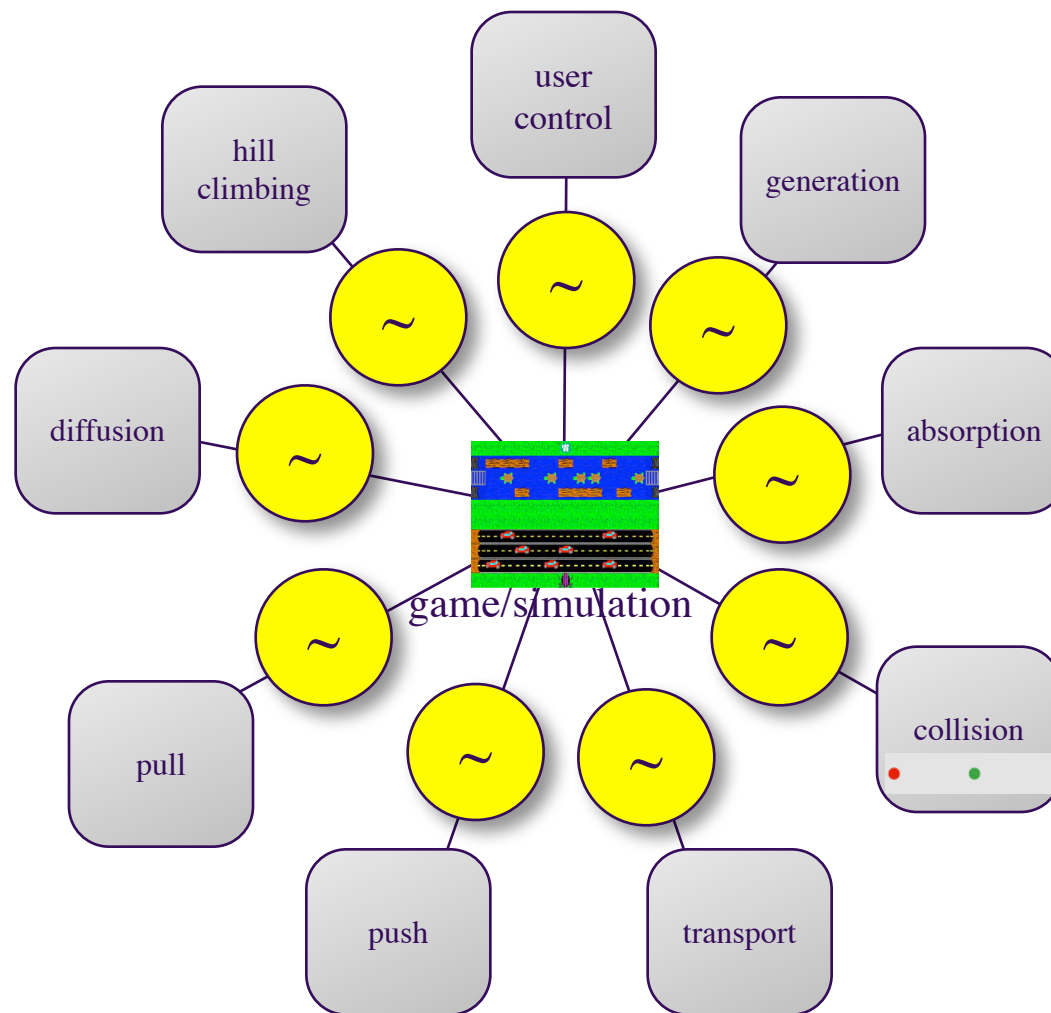 user
control
hill
climbing
generation
~
~
~
diffusion
absorption
~
~
game/simulation
~
~
collision
pull
~
~
push
transport